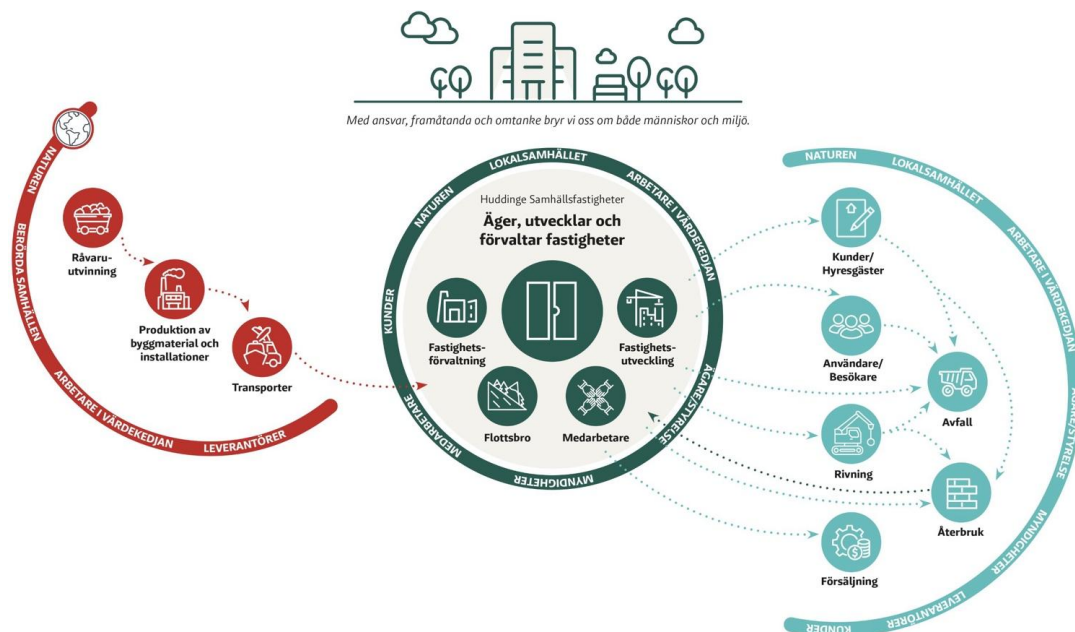 Med ansvar, framåtanda och omtanke bryr vi oss om både människor och miljö.
NATUREN
BERÖRDA SAMHÄLLEN
ARBETARE I VÄRDEKEDJAN
LEVERANTÖRER
Råvaru-
utvinning
Produktion av
byggmaterial och
installationer
Transporter
NATUREN
LOKALSAMHÄLLET
ARBETARE I VÄRDEKEDJAN
ÄGARE/STYRELSE
MYNDIGHETER
MEDARBETARE
KUNDER
Huddinge Samhällsfastigheter
Äger, utvecklar och
förvaltar fastigheter
Fastighets-
förvaltning
Fastighets-
utveckling
Flottsbro
Medarbetare
NATUREN
LOKALSAMHÄLLET
ARBETARE I VÄRDEKEDJAN
ÄGARE/STYRELSE
MYNDIGHETER
LEVERANTÖRER
KUNDER
Kunder/
Hyresgäster
Användare/
Besökare
Avfall
Rivning
Återbruk
Försäljning